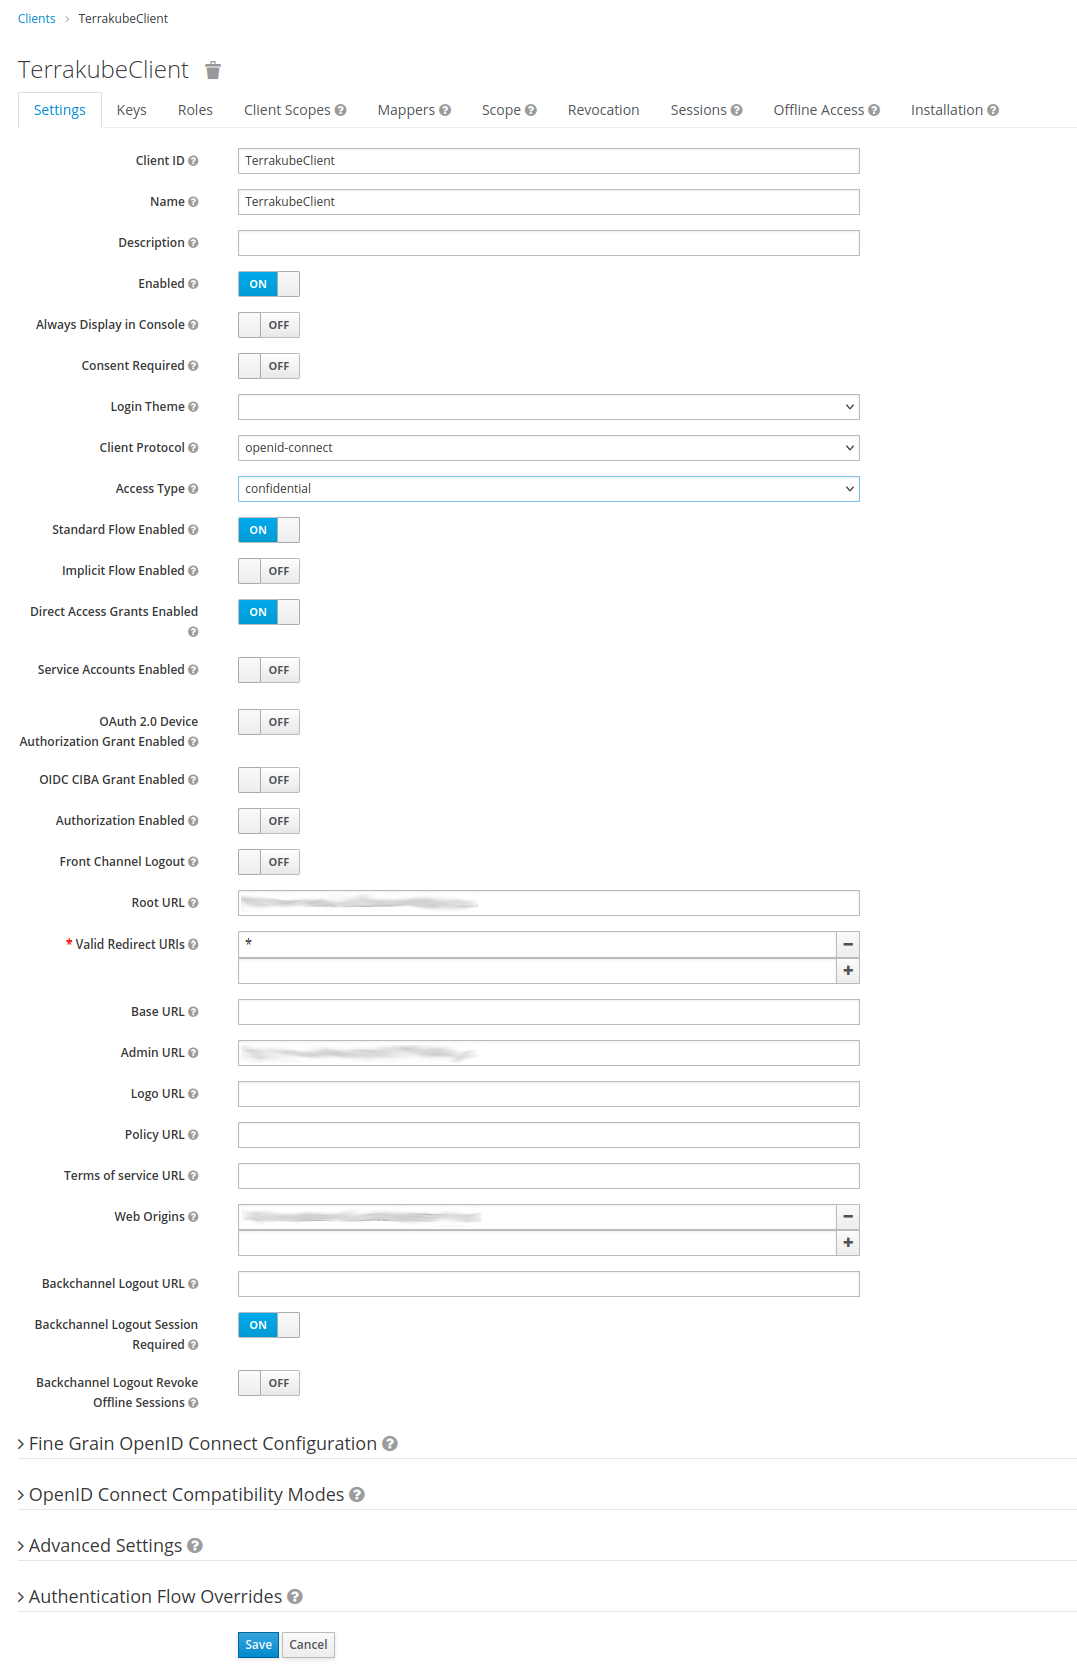 Clients > TerrakubeClient
TerrakubeClient
Settings Keys Roles Client Scopes Mappers Scope Revocation Sessions Offline Access Installation
Client ID TerrakubeClient
Name TerrakubeClient
Description
Enabled ON
Always Display in Console OFF
Consent Required OFF
Login Theme
Client Protocol openid-connect
Access Type confidential
Standard Flow Enabled ON
Implicit Flow Enabled OFF
Direct Access Grants Enabled ON
Service Accounts Enabled OFF
OAuth 2.0 Device OFF
Authorization Grant Enabled
OIDC CIBA Grant Enabled OFF
Authorization Enabled OFF
Front Channel Logout OFF
Root URL
* Valid Redirect URIs *
Base URL
Admin URL
Logo URL
Policy URL
Terms of service URL
Web Origins
Backchannel Logout URL
Backchannel Logout Session ON
Required
Backchannel Logout Revoke OFF
Offline Sessions
> Fine Grain OpenID Connect Configuration
> OpenID Connect Compatibility Modes
> Advanced Settings
> Authentication Flow Overrides
Save Cancel